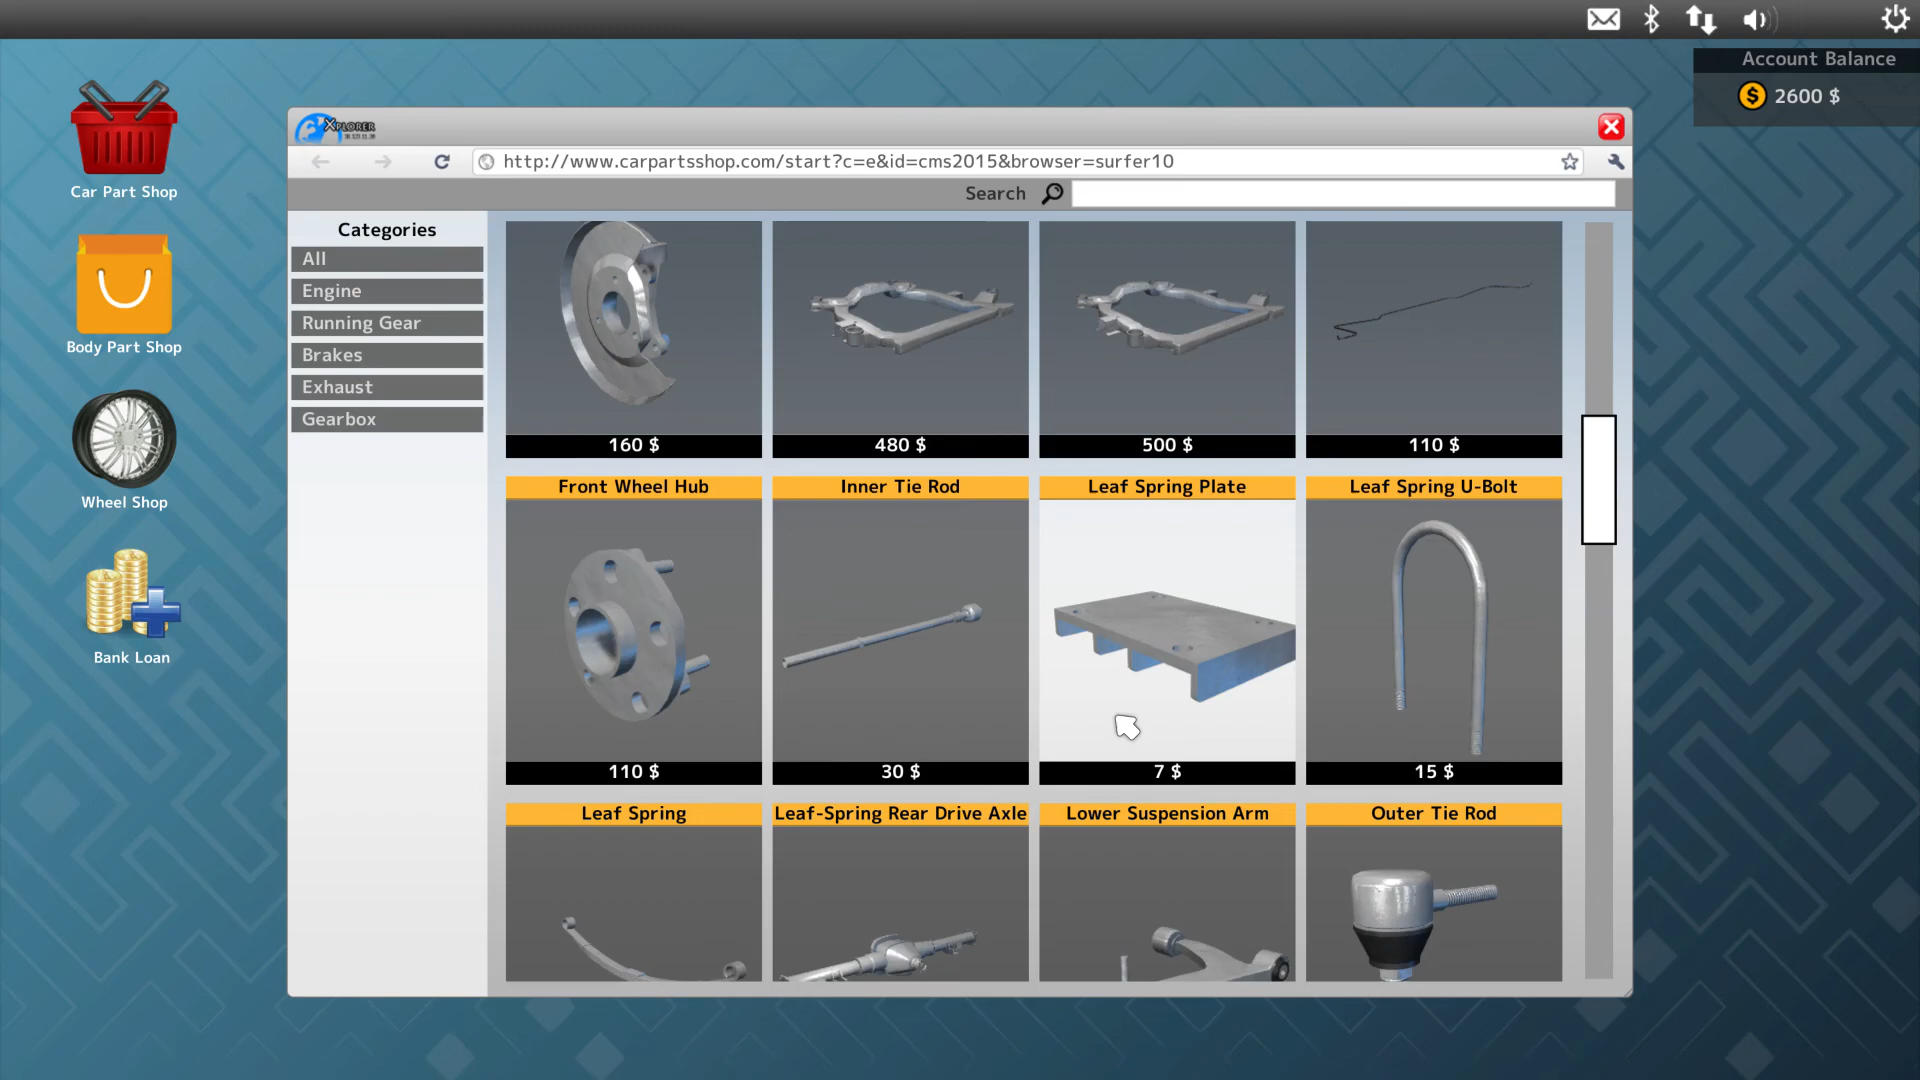 Account Balance
2600 $
Car Part Shop
Body Part Shop
Wheel Shop
Bank Loan
XPLORER
http://www.carpartsshop.com/start?c=e&id=cms2015&browser=surfer10
Search
Categories
All
Engine
Running Gear
Brakes
Exhaust
Gearbox
160 $ 480 $ 500 $ 110 $
Front Wheel Hub Inner Tie Rod Leaf Spring Plate Leaf Spring U-Bolt
110 $ 30 $ 7 $ 15 $
Leaf Spring Leaf-Spring Rear Drive Axle Lower Suspension Arm Outer Tie Rod